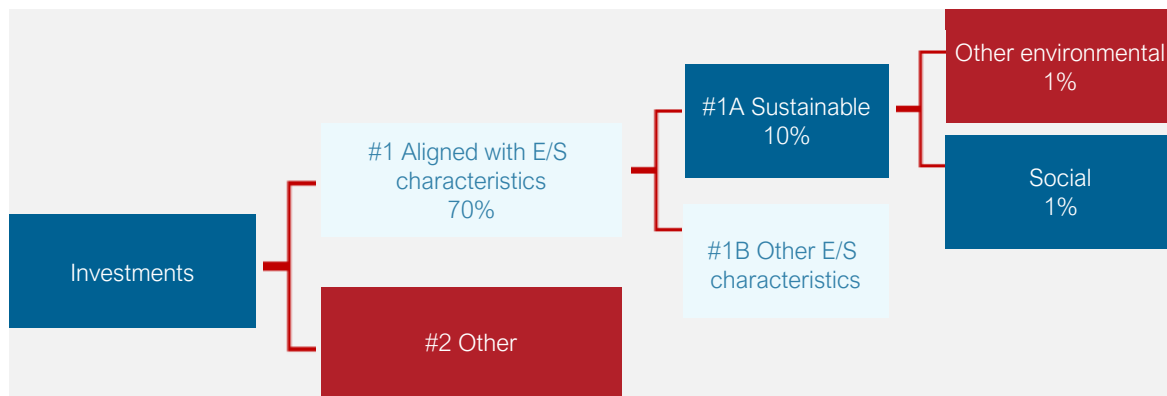 Investments
#1 Aligned with E/S
characteristics
70%
#2 Other
#1A Sustainable
10%
#1B Other E/S
characteristics
Other environmental
1%
Social
1%